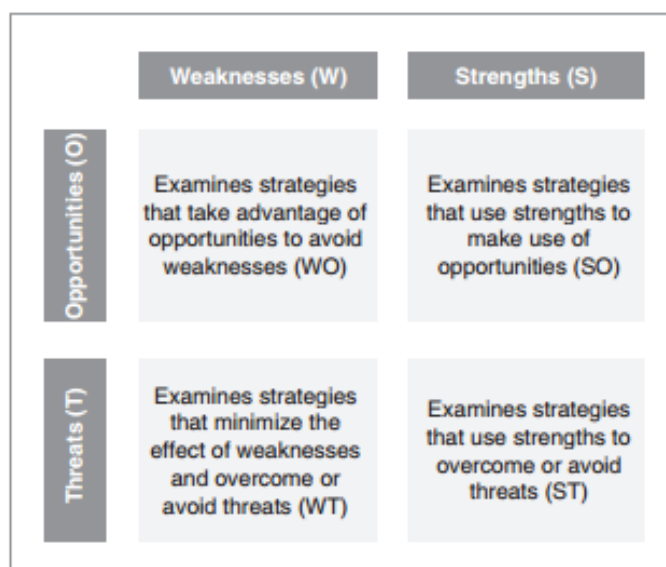 Weaknesses (W)
Strengths (S)
Opportunities (O)
Examines strategies
that take advantage of
opportunities to avoid
weaknesses (WO)
Examines strategies
that use strengths to
make use of
opportunities (SO)
Threats (T)
Examines strategies
that minimize the
effect of weaknesses
and overcome or
avoid threats (WT)
Examines strategies
that use strengths to
overcome or avoid
threats (ST)